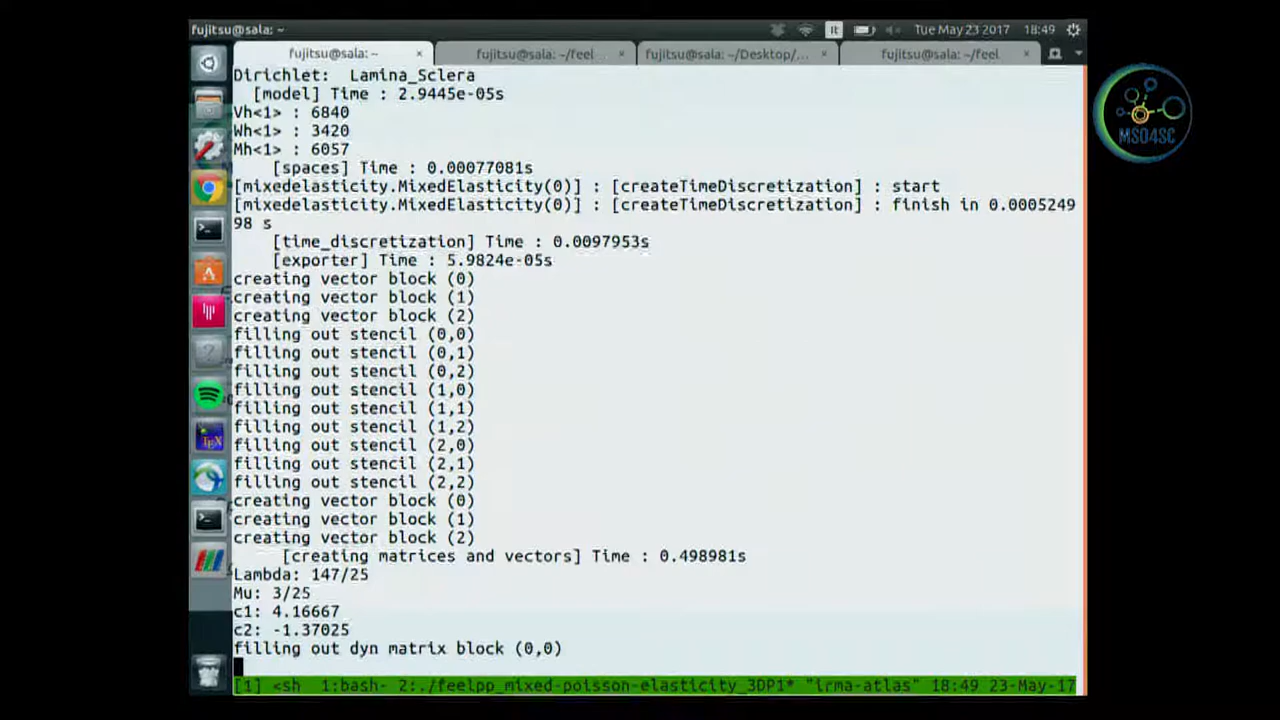 fujitsu@sala: ~
It
Tue May 23 2017 18:49
fujitsu@sala: ~ × fujitsu@sala: ~/feel × fujitsu@sala: ~/Desktop/... × fujitsu@sala: ~/feel ×
Dirichlet:  Lamina_Sclera
[model] Time : 2.9445e-05s
Vh<1> : 6840
Wh<1> : 3420
Mh<1> : 6057
[spaces] Time : 0.00077081s
[mixedelasticity.MixedElasticity(0)] : [createTimeDiscretization] : start
[mixedelasticity.MixedElasticity(0)] : [createTimeDiscretization] : finish in 0.0005249
98 s
[time_discretization] Time : 0.0097953s
[exporter] Time : 5.9824e-05s
creating vector block (0)
creating vector block (1)
creating vector block (2)
filling out stencil (0,0)
filling out stencil (0,1)
filling out stencil (0,2)
filling out stencil (1,0)
filling out stencil (1,1)
filling out stencil (1,2)
filling out stencil (2,0)
filling out stencil (2,1)
filling out stencil (2,2)
creating vector block (0)
creating vector block (1)
creating vector block (2)
[creating matrices and vectors] Time : 0.498981s
Lambda: 147/25
Mu: 3/25
c1: 4.16667
c2: -1.37025
filling out dyn matrix block (0,0)
[1] <sh  1:bash- 2:./feelpp_mixed-poisson-elasticity_3DP1* "irma-atlas" 18:49 23-May-17
MSO4SC